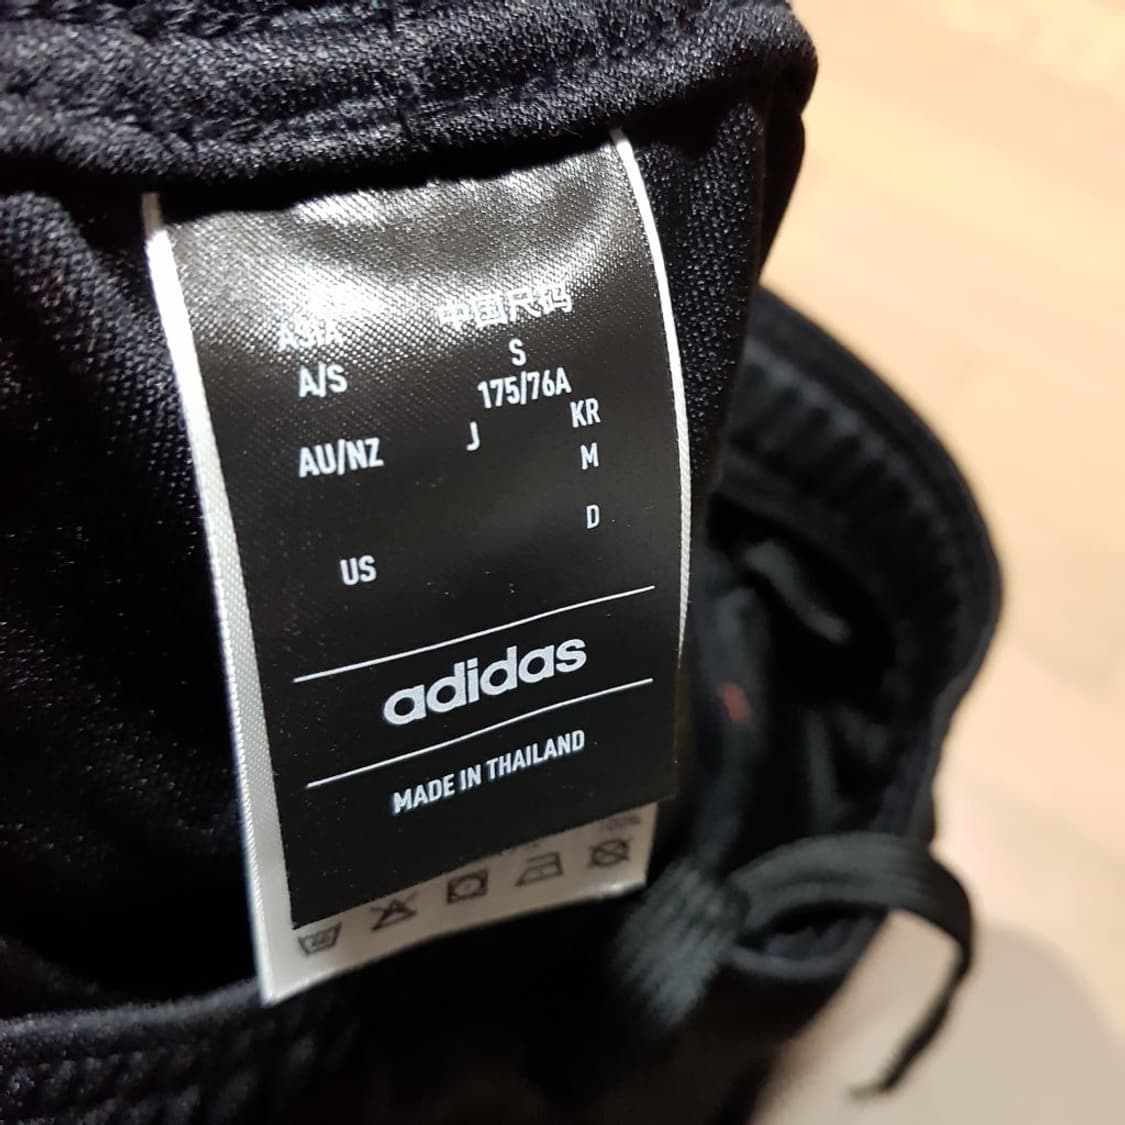 ASIA 中国尺码
A/S S
175/76A
AU/NZ J KR
M
D
US
adidas
MADE IN THAILAND